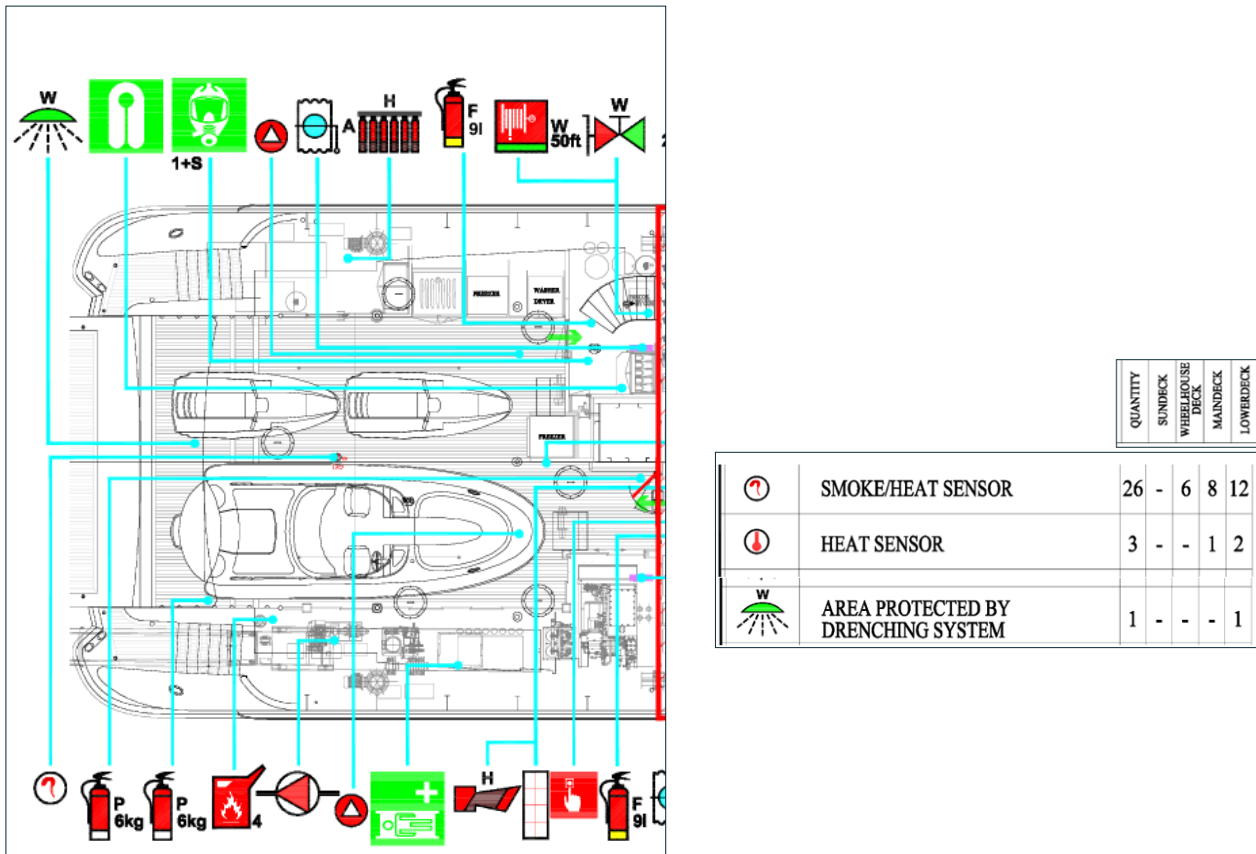 W
1+S
A
H
F
9l
W
50ft
W
FREEZER
WASHER
DRYER
FREEZER
P
6kg
P
6kg
4
H
F
9l
QUANTITY
SUNDECK
WHEELHOUSE
DECK
MAINDECK
LOWERDECK
SMOKE/HEAT SENSOR 26 - 6 8 12
HEAT SENSOR 3 - - 1 2
W
AREA PROTECTED BY
DRENCHING SYSTEM 1 - - - 1